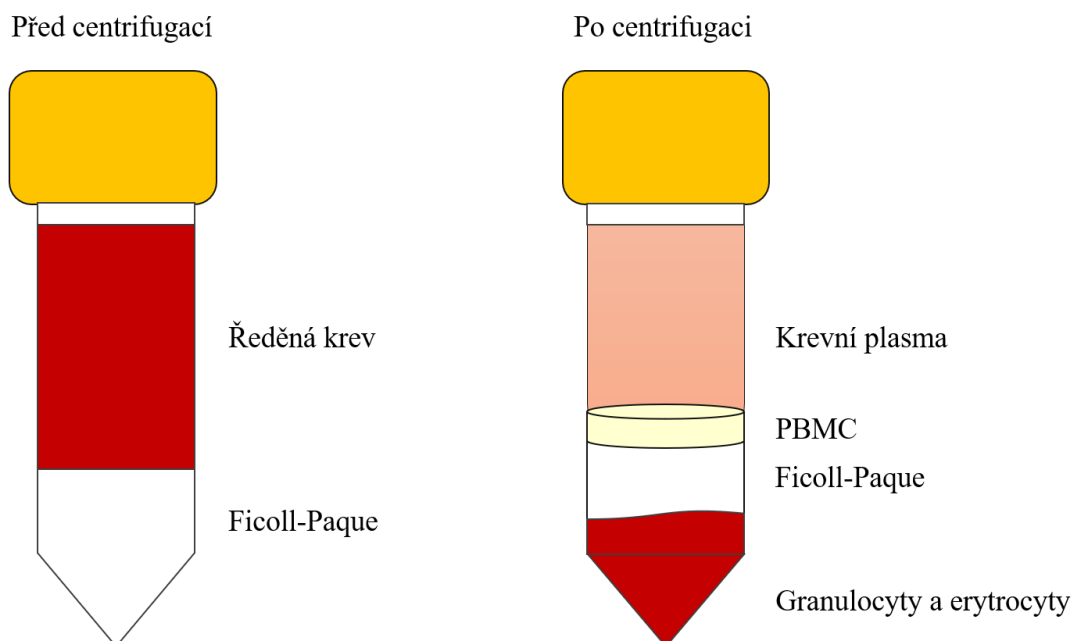 Před centrifugací
Po centrifugaci
Ředěná krev
Ficoll-Paque
Krevní plasma
PBMC
Ficoll-Paque
Granulocyty a erytrocyty